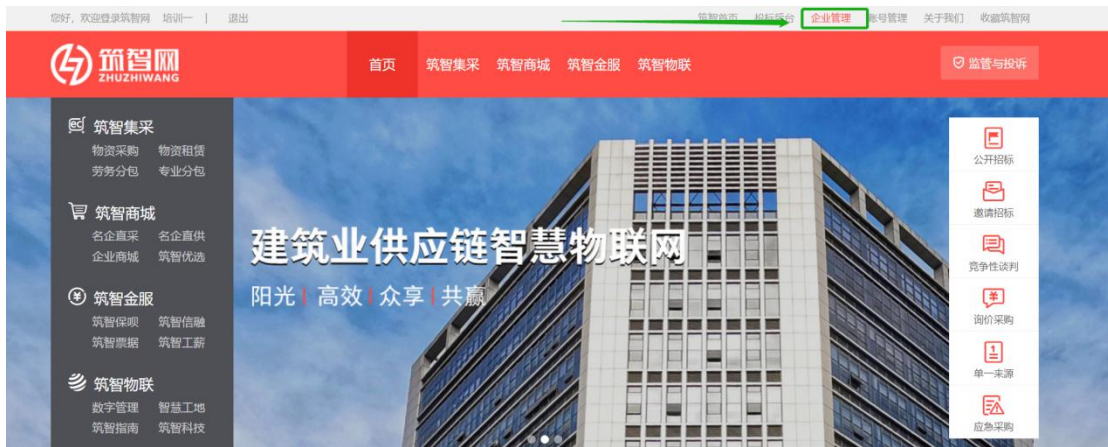 您好，欢迎登录筑智网 培训一 | 退出
筑智首页 投标平台 企业管理 账号管理 关于我们 收藏筑智网
筑智网
ZHUZHIWANG
首页 筑智集采 筑智商城 筑智金服 筑智物联
监管与投诉
筑智集采
物资采购 物资租赁
劳务分包 专业分包
筑智商城
名企直采 名企直供
企业商城 筑智优选
筑智金服
筑智保呗 筑智信融
筑智票据 筑智工薪
筑智物联
数字管理 智慧工地
筑智指南 筑智科技
建筑业供应链智慧物联网
阳光 | 高效 | 众享 | 共赢
公开招标
邀请招标
竞争性谈判
询价采购
单一来源
应急采购